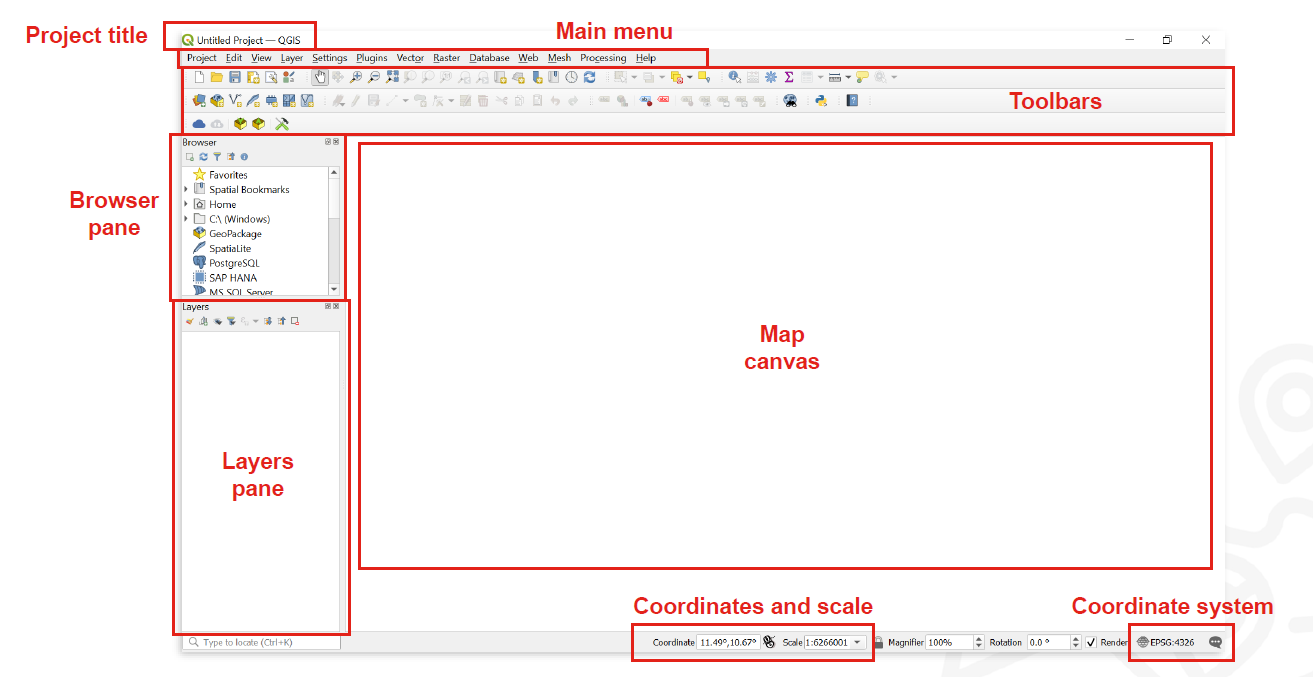 Project title
Main menu
Untitled Project — QGIS
Project Edit View Layer Settings Plugins Vector Raster Database Web Mesh Processing Help
Toolbars
Browser
Favorites
Spatial Bookmarks
Home
C:\ (Windows)
GeoPackage
SpatiaLite
PostgreSQL
SAP HANA
MS SQL Server
Browser
pane
Layers
Layers
pane
Map
canvas
Coordinates and scale
Coordinate system
Type to locate (Ctrl+K)
Coordinate 11.49°,10.67° Scale 1:6266001 Magnifier 100% Rotation 0.0 ° Render EPSG:4326